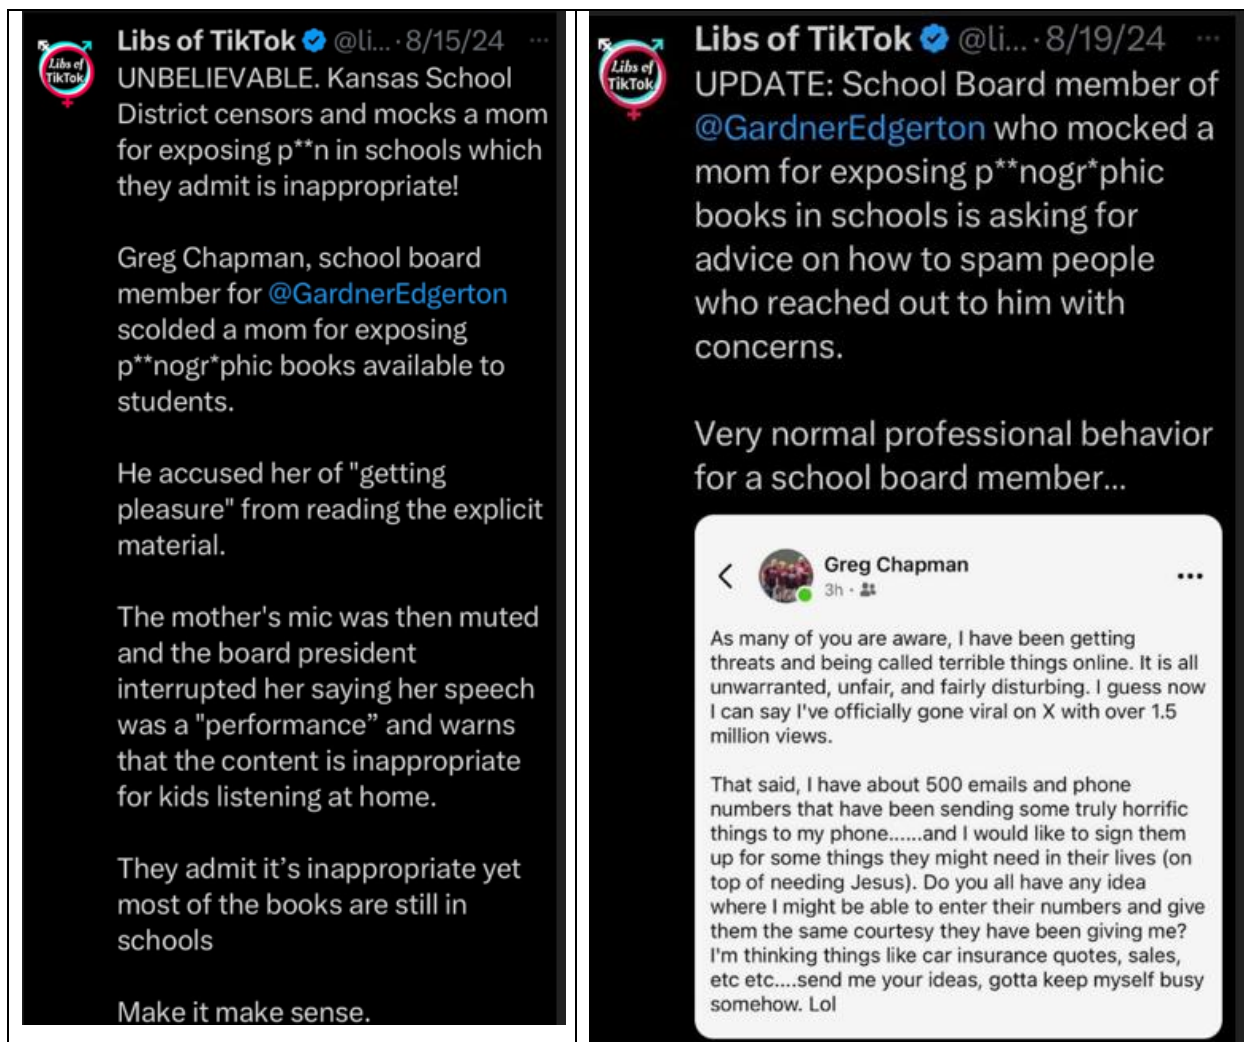 Libs of TikTok @li... · 8/15/24 ···
Libs of
TikTok
UNBELIEVABLE. Kansas School
District censors and mocks a mom
for exposing p**n in schools which
they admit is inappropriate!
Greg Chapman, school board
member for @GardnerEdgerton
scolded a mom for exposing
p**nogr*phic books available to
students.
He accused her of "getting
pleasure" from reading the explicit
material.
The mother's mic was then muted
and the board president
interrupted her saying her speech
was a "performance” and warns
that the content is inappropriate
for kids listening at home.
They admit it’s inappropriate yet
most of the books are still in
schools
Make it make sense.
Libs of TikTok @li... · 8/19/24 ···
Libs of
TikTok
UPDATE: School Board member of
@GardnerEdgerton who mocked a
mom for exposing p**nogr*phic
books in schools is asking for
advice on how to spam people
who reached out to him with
concerns.
Very normal professional behavior
for a school board member...
Greg Chapman
3h ·
As many of you are aware, I have been getting
threats and being called terrible things online. It is all
unwarranted, unfair, and fairly disturbing. I guess now
I can say I've officially gone viral on X with over 1.5
million views.
That said, I have about 500 emails and phone
numbers that have been sending some truly horrific
things to my phone......and I would like to sign them
up for some things they might need in their lives (on
top of needing Jesus). Do you all have any idea
where I might be able to enter their numbers and give
them the same courtesy they have been giving me?
I'm thinking things like car insurance quotes, sales,
etc etc....send me your ideas, gotta keep myself busy
somehow. Lol